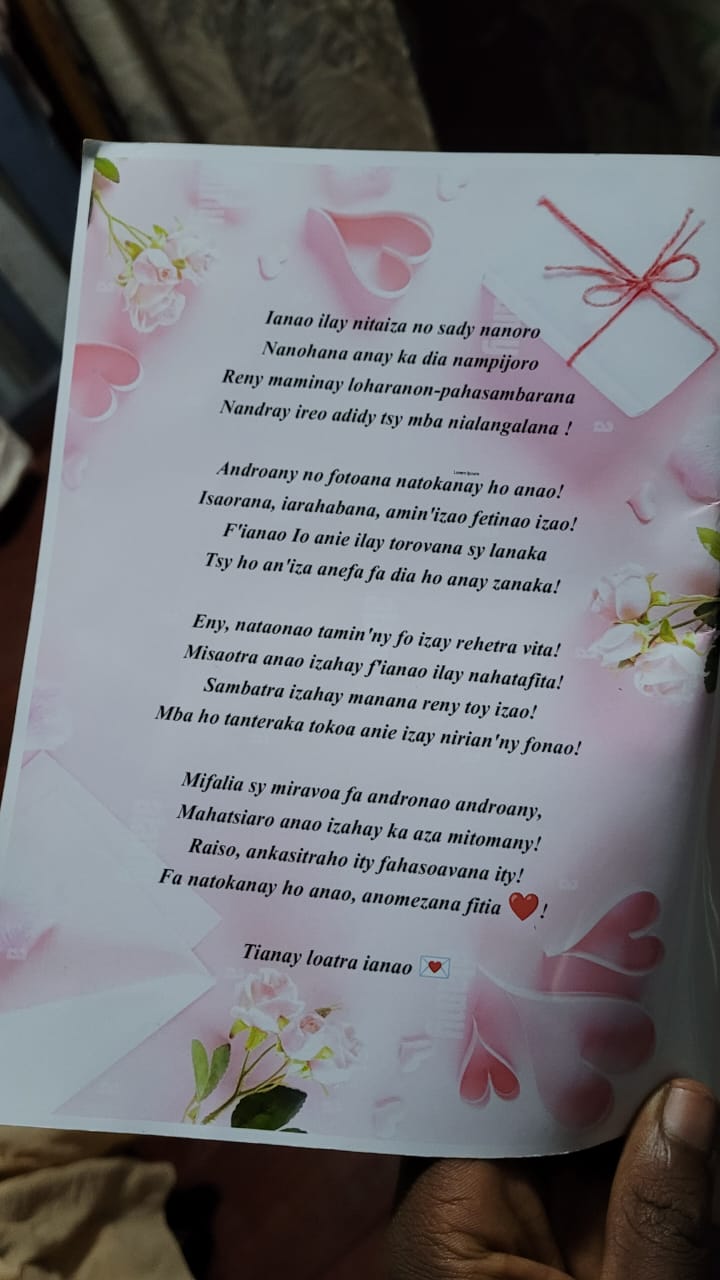 Ianao ilay nitaiza no sady nanoro
Nanohana anay ka dia nampijoro
Reny maminay loharanon-pahasambarana
Nandray ireo adidy tsy mba nialangalana !
Androany no fotoana natokanay ho anao!
Isaorana, iarahabana, amin'izao fetinao izao!
F'ianao Io anie ilay torovana sy lanaka
Tsy ho an'iza anefa fa dia ho anay zanaka!
Eny, nataonao tamin'ny fo izay rehetra vita!
Misaotra anao izahay f'ianao ilay nahatafita!
Sambatra izahay manana reny toy izao!
Mba ho tanteraka tokoa anie izay nirian'ny fonao!
Mifalia sy miravoa fa andronao androany,
Mahatsiaro anao izahay ka aza mitomany!
Raiso, ankasitraho ity fahasoavana ity!
Fa natokanay ho anao, anomezana fitia ❤️!
Tianay loatra ianao 💌